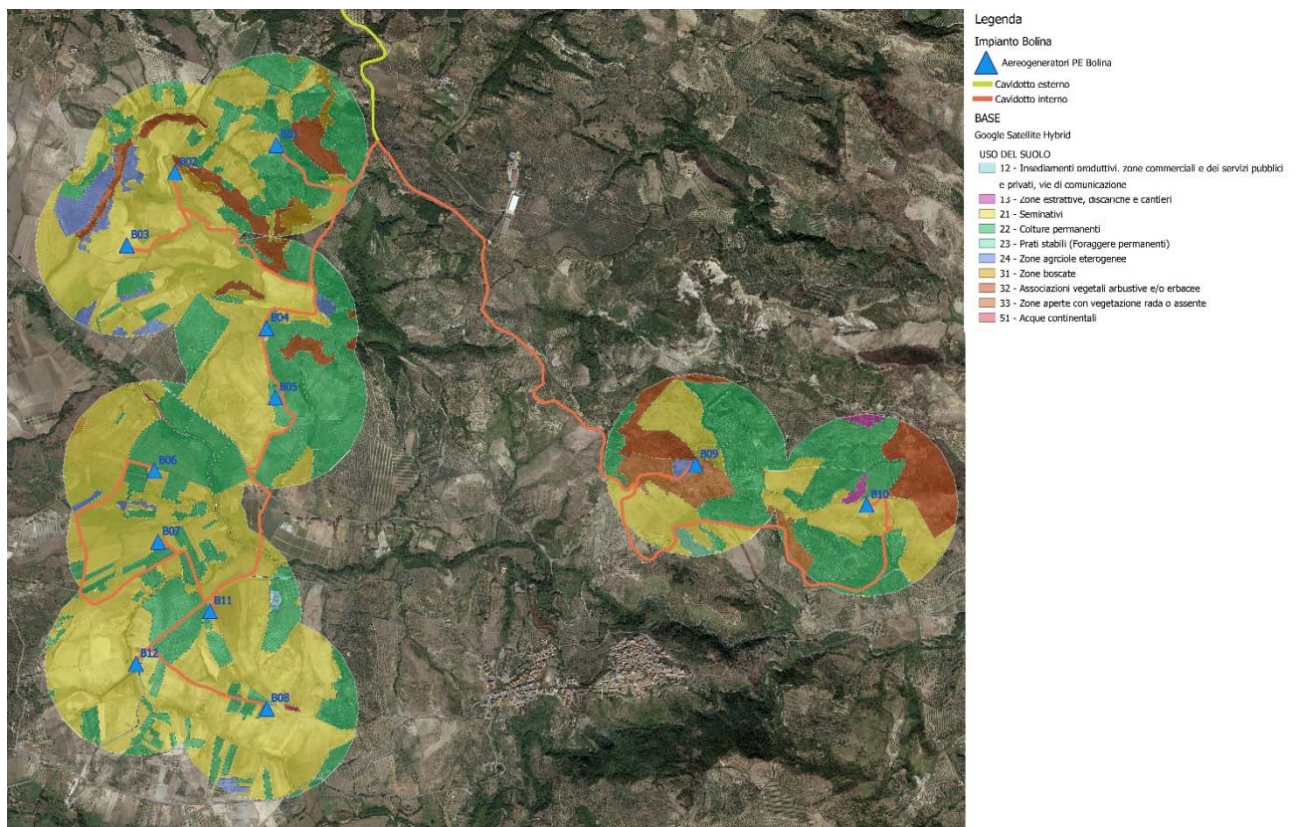 Legenda
Impianto Bolina
Aereogeneratori PE Bolina
Cavidotto esterno
Cavidotto interno
BASE
Google Satellite Hybrid
USO DEL SUOLO
12 - Insediamenti produttivi, zone commerciali e dei servizi pubblici
e privati, vie di comunicazione
13 - Zone estrattive, discariche e cantieri
21 - Seminativi
22 - Colture permanenti
23 - Prati stabili (Foraggere permanenti)
24 - Zone agrciole eterogenee
31 - Zone boscate
32 - Associazioni vegetali arbustive e/o erbacee
33 - Zone aperte con vegetazione rada o assente
51 - Acque continentali
B01
B02
B03
B04
B05
B06
B09
B10
B07
B11
B12
B08